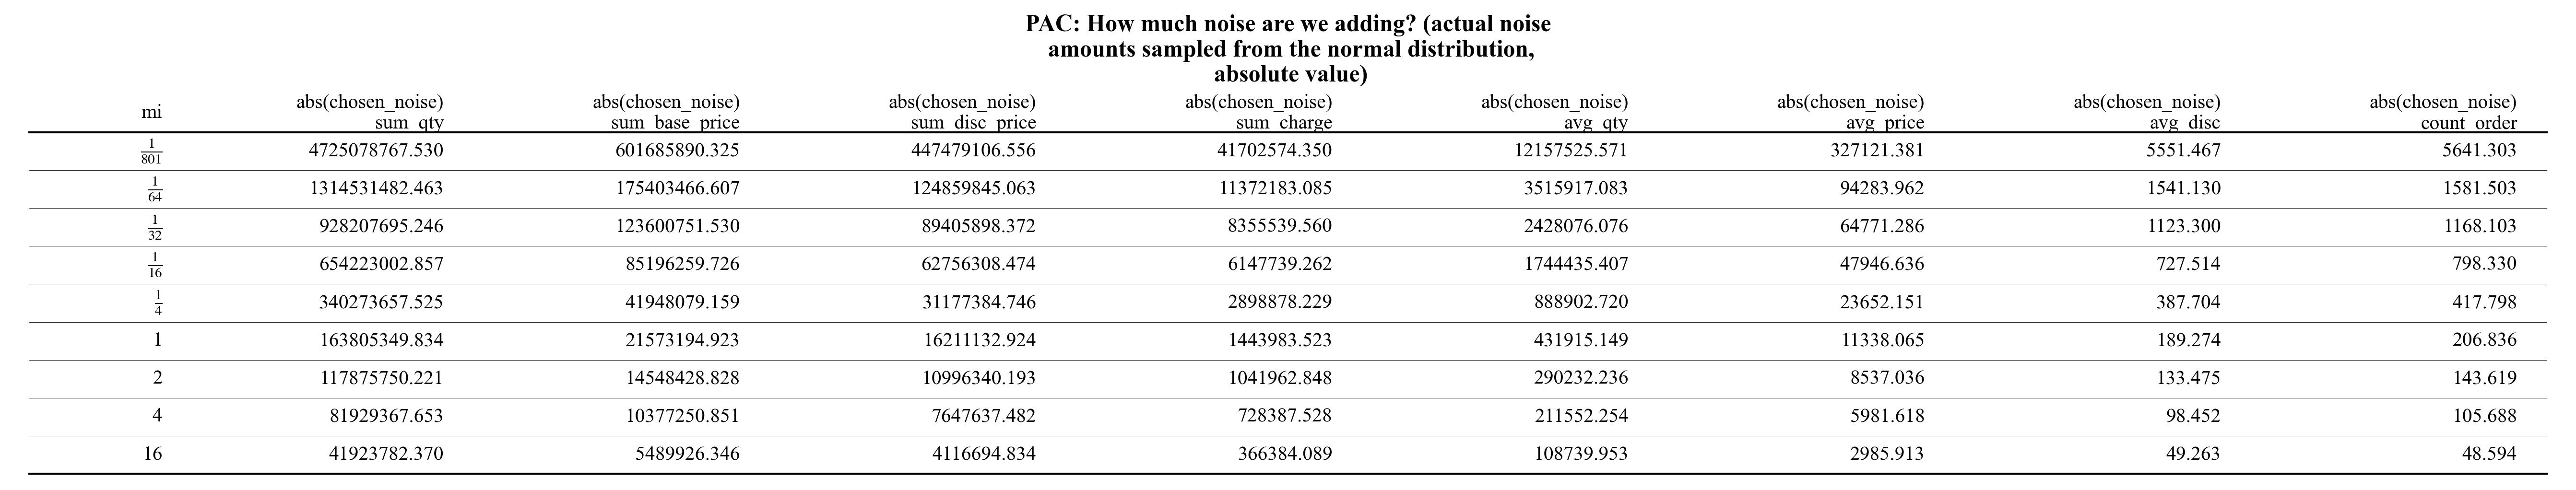 PAC: How much noise are we adding? (actual noise
amounts sampled from the normal distribution,
absolute value)
mi abs(chosen_noise) sum_qty abs(chosen_noise) sum_base_price abs(chosen_noise) sum_disc_price abs(chosen_noise) sum_charge abs(chosen_noise) avg_qty abs(chosen_noise) avg_price abs(chosen_noise) avg_disc abs(chosen_noise) count_order
1/801 4725078767.530 601685890.325 447479106.556 41702574.350 12157525.571 327121.381 5551.467 5641.303
1/64 1314531482.463 175403466.607 124859845.063 11372183.085 3515917.083 94283.962 1541.130 1581.503
1/32 928207695.246 123600751.530 89405898.372 8355539.560 2428076.076 64771.286 1123.300 1168.103
1/16 654223002.857 85196259.726 62756308.474 6147739.262 1744435.407 47946.636 727.514 798.330
1/4 340273657.525 41948079.159 31177384.746 2898878.229 888902.720 23652.151 387.704 417.798
1 163805349.834 21573194.923 16211132.924 1443983.523 431915.149 11338.065 189.274 206.836
2 117875750.221 14548428.828 10996340.193 1041962.848 290232.236 8537.036 133.475 143.619
4 81929367.653 10377250.851 7647637.482 728387.528 211552.254 5981.618 98.452 105.688
16 41923782.370 5489926.346 4116694.834 366384.089 108739.953 2985.913 49.263 48.594